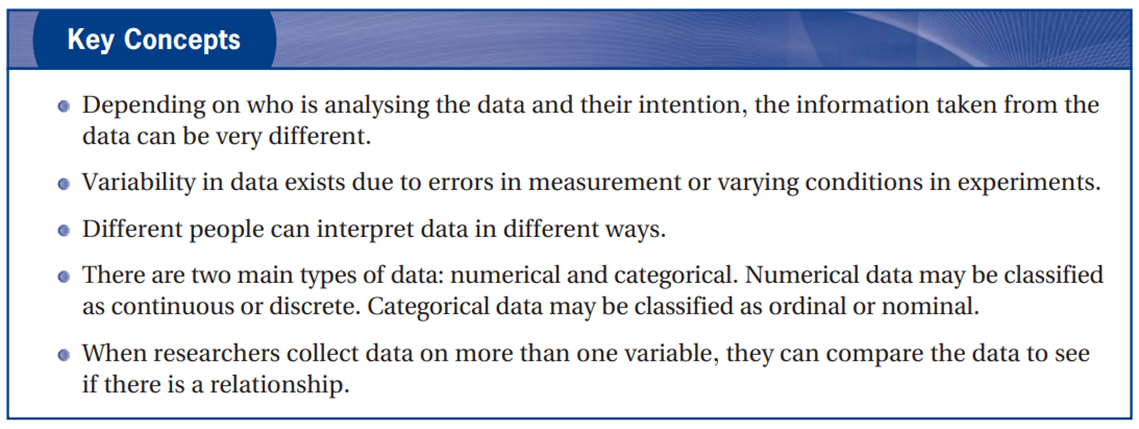 Key Concepts
Depending on who is analysing the data and their intention, the information taken from the
data can be very different.
Variability in data exists due to errors in measurement or varying conditions in experiments.
Different people can interpret data in different ways.
There are two main types of data: numerical and categorical. Numerical data may be classified
as continuous or discrete. Categorical data may be classified as ordinal or nominal.
When researchers collect data on more than one variable, they can compare the data to see
if there is a relationship.